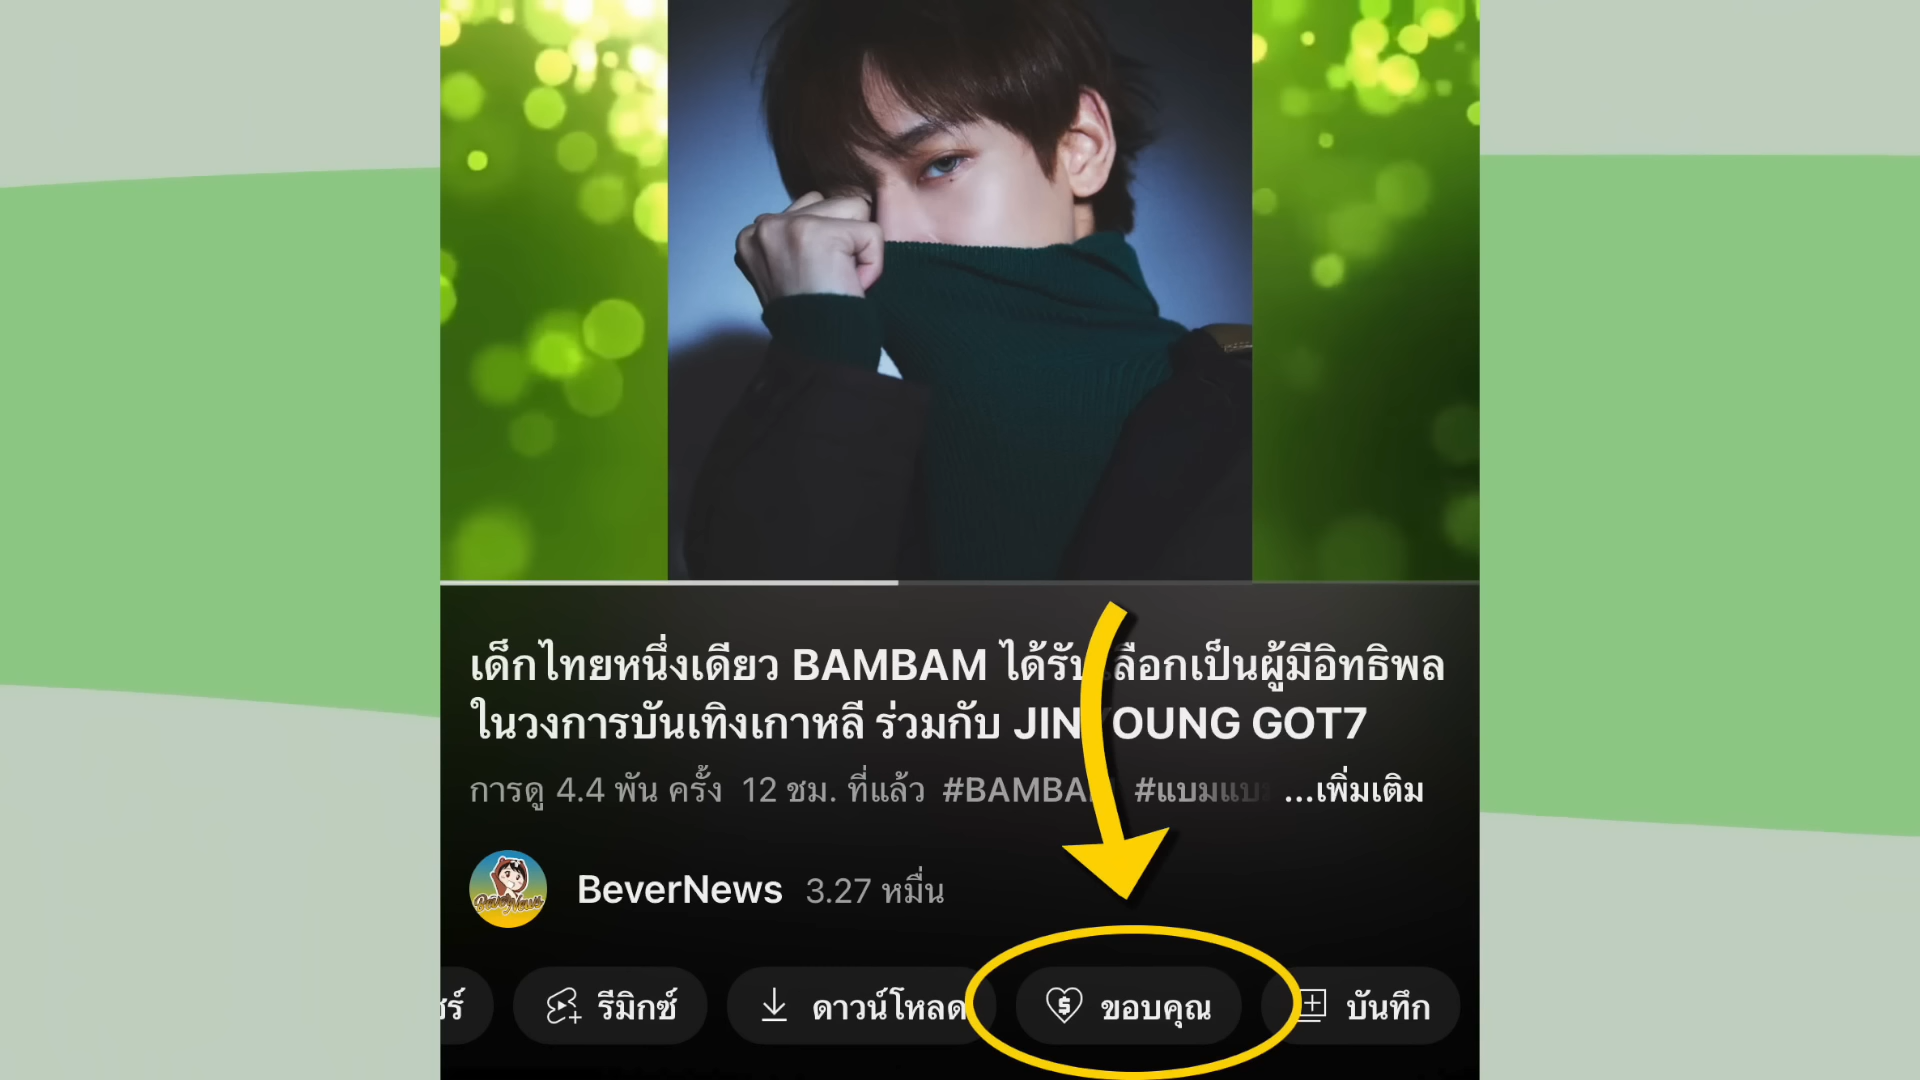 เด็กไทยหนึ่งเดียว BAMBAM ได้รับเลือกเป็นผู้มีอิทธิพล
ในวงการบันเทิงเกาหลี ร่วมกับ JINYOUNG GOT7
การดู 4.4 พัน ครั้ง 12 ชม. ที่แล้ว #BAMBAM #แบมแบม ...เพิ่มเติม
BeverNews 3.27 หมื่น
รีมิกซ์ ดาวน์โหลด ขอบคุณ บันทึก